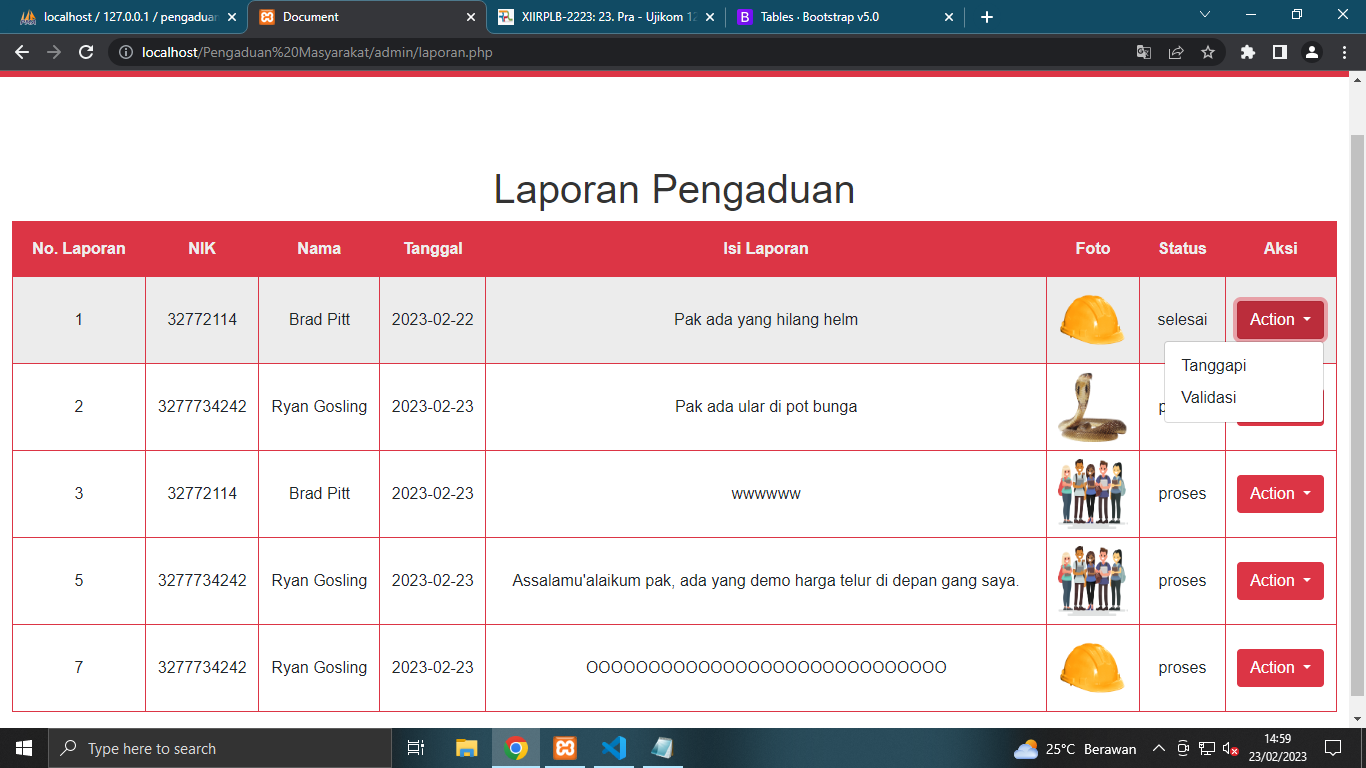 localhost / 127.0.0.1 / pengaduan
Document
XIIRPLB-2223: 23. Pra - Ujikom 12
Tables · Bootstrap v5.0
localhost/Pengaduan%20Masyarakat/admin/laporan.php
Laporan Pengaduan
No. Laporan NIK Nama Tanggal Isi Laporan Foto Status Aksi
1 32772114 Brad Pitt 2023-02-22 Pak ada yang hilang helm selesai Action
Tanggapi
Validasi
2 3277734242 Ryan Gosling 2023-02-23 Pak ada ular di pot bunga p
3 32772114 Brad Pitt 2023-02-23 wwwwww proses Action
5 3277734242 Ryan Gosling 2023-02-23 Assalamu'alaikum pak, ada yang demo harga telur di depan gang saya. proses Action
7 3277734242 Ryan Gosling 2023-02-23 OOOOOOOOOOOOOOOOOOOOOOOOOOOOO proses Action
Type here to search
25°C Berawan
14:59
23/02/2023